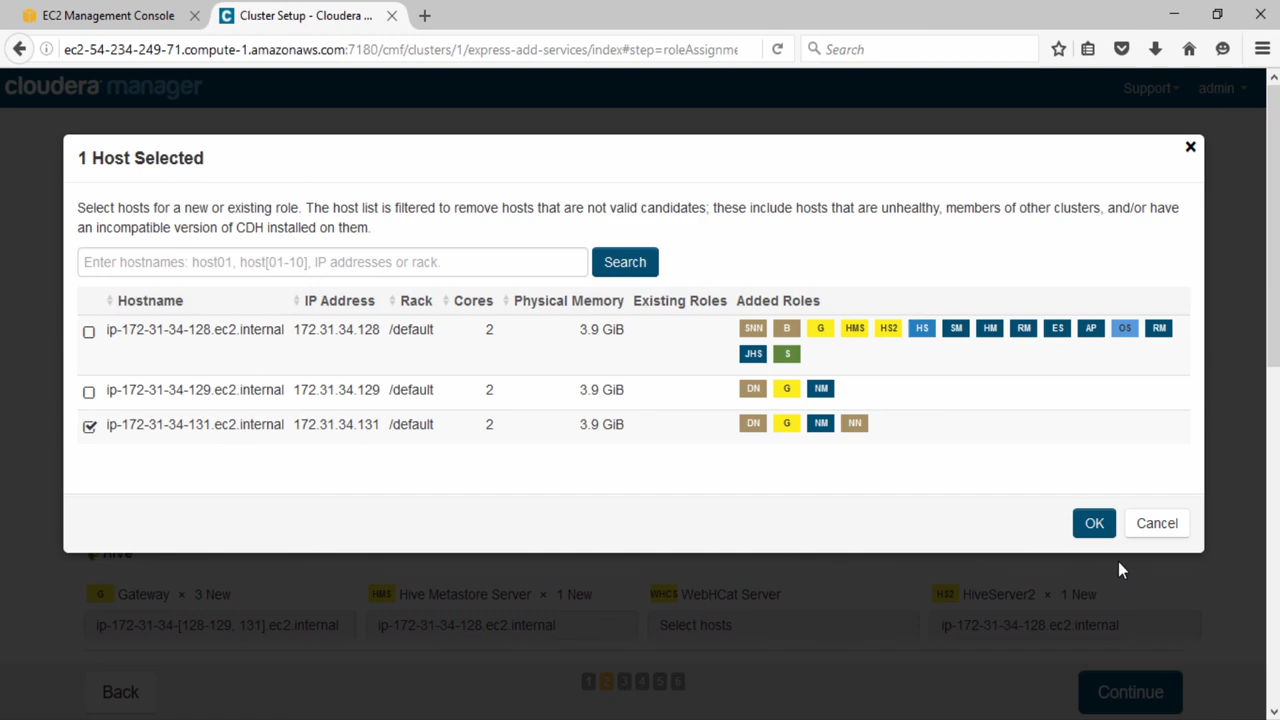 EC2 Management Console
Cluster Setup - Cloudera ...
ec2-54-234-249-71.compute-1.amazonaws.com:7180/cmf/clusters/1/express-add-services/index#step=roleAssignme
Search
cloudera manager
Support
admin
1 Host Selected
Select hosts for a new or existing role. The host list is filtered to remove hosts that are not valid candidates; these include hosts that are unhealthy, members of other clusters, and/or have
an incompatible version of CDH installed on them.
Enter hostnames: host01, host[01-10], IP addresses or rack.
Search
Hostname IP Address Rack Cores Physical Memory Existing Roles Added Roles
ip-172-31-34-128.ec2.internal 172.31.34.128 /default 2 3.9 GiB SNN B G HMS HS2 HS SM HM RM ES AP OS RM
JHS S
ip-172-31-34-129.ec2.internal 172.31.34.129 /default 2 3.9 GiB DN G NM
ip-172-31-34-131.ec2.internal 172.31.34.131 /default 2 3.9 GiB DN G NM NN
OK Cancel
Hive
G Gateway × 3 New HMS Hive Metastore Server × 1 New WHCS WebHCat Server HS2 HiveServer2 × 1 New
ip-172-31-34-[128-129, 131].ec2.internal ip-172-31-34-128.ec2.internal Select hosts ip-172-31-34-128.ec2.internal
Back 1 2 3 4 5 6 Continue